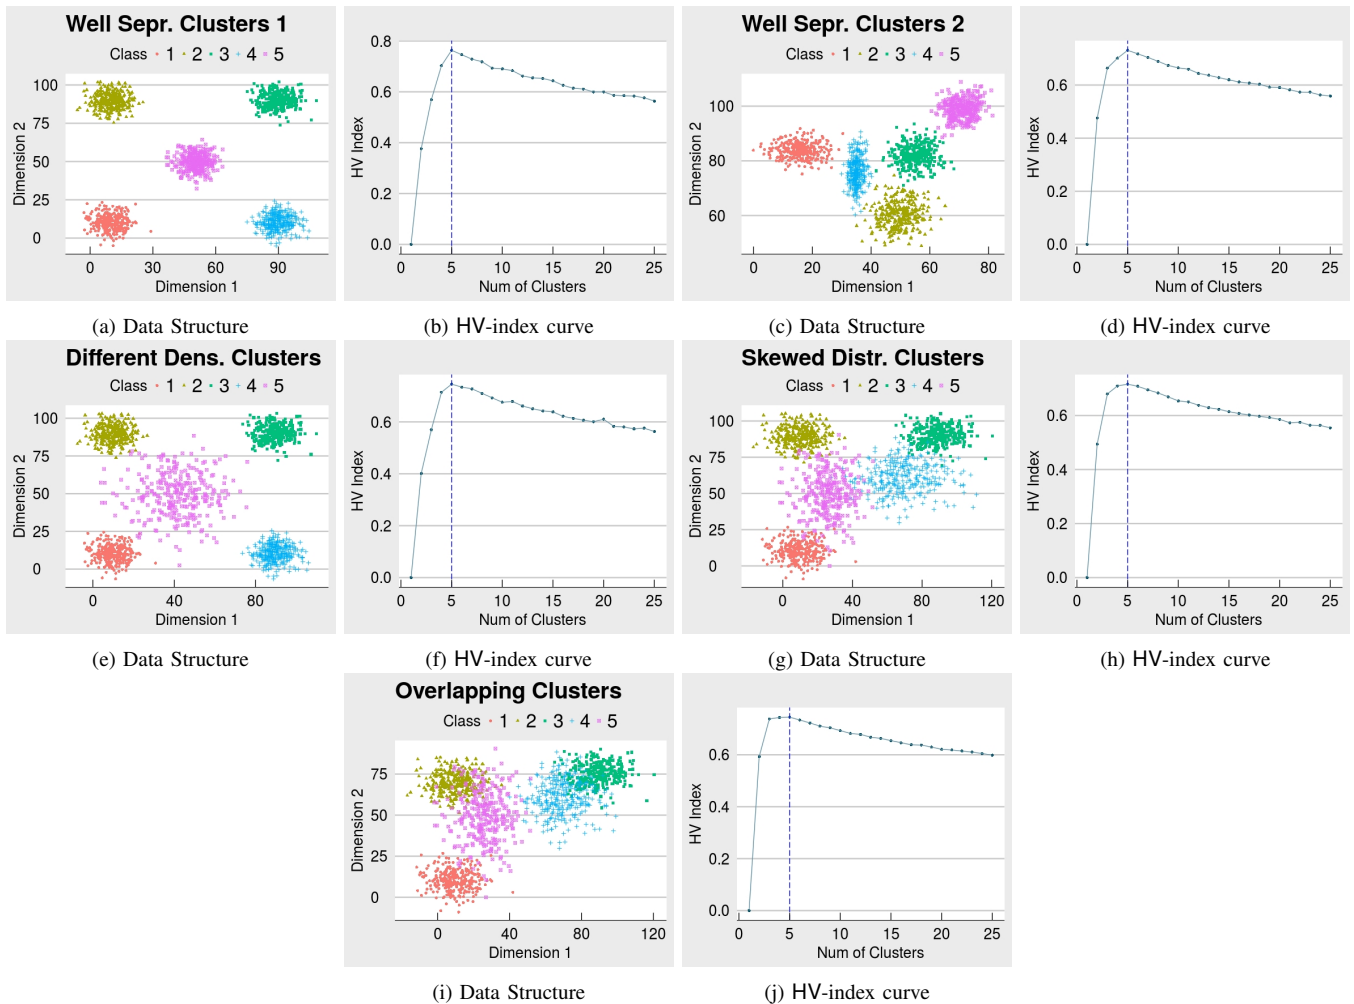 Well Sepr. Clusters 1
Class 1 2 3 4 5
Dimension 2
100
75
50
25
0
0 30 60 90
Dimension 1
(a) Data Structure
HV Index
0.8
0.6
0.4
0.2
0.0
0 5 10 15 20 25
Num of Clusters
(b) HV-index curve
Well Sepr. Clusters 2
Class 1 2 3 4 5
Dimension 2
100
80
60
0 20 40 60 80
Dimension 1
(c) Data Structure
HV Index
0.6
0.4
0.2
0.0
0 5 10 15 20 25
Num of Clusters
(d) HV-index curve
Different Dens. Clusters
Class 1 2 3 4 5
Dimension 2
100
75
50
25
0
0 40 80
Dimension 1
(e) Data Structure
HV Index
0.6
0.4
0.2
0.0
0 5 10 15 20 25
Num of Clusters
(f) HV-index curve
Skewed Distr. Clusters
Class 1 2 3 4 5
Dimension 2
100
75
50
25
0
0 40 80 120
Dimension 1
(g) Data Structure
HV Index
0.6
0.4
0.2
0.0
0 5 10 15 20 25
Num of Clusters
(h) HV-index curve
Overlapping Clusters
Class 1 2 3 4 5
Dimension 2
75
50
25
0
0 40 80 120
Dimension 1
(i) Data Structure
HV Index
0.6
0.4
0.2
0.0
0 5 10 15 20 25
Num of Clusters
(j) HV-index curve